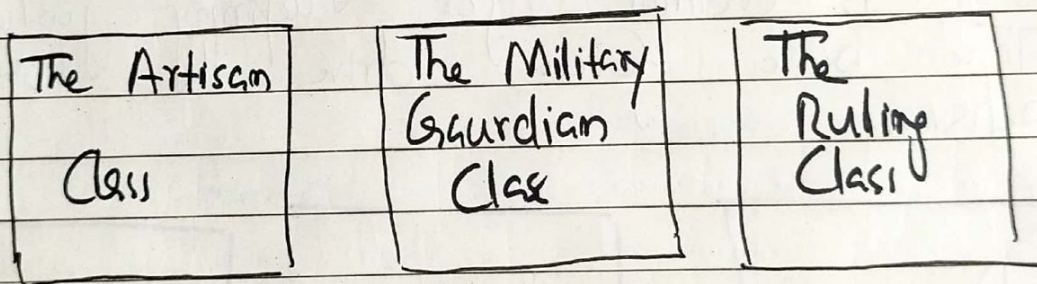 The Artisan
Class
The Military
Gaurdian
Class
The
Ruling
Class